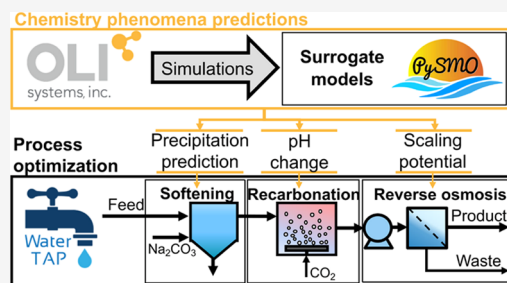 Chemistry phenomena predictions
OLI
systems, inc.
Simulations
Surrogate
models
PySMO
Process
optimization
Precipitation
prediction
pH
change
Scaling
potential
Water
TAP
Feed
Softening
Na₂CO₃
Recarbonation
CO₂
Reverse osmosis
Product
Waste